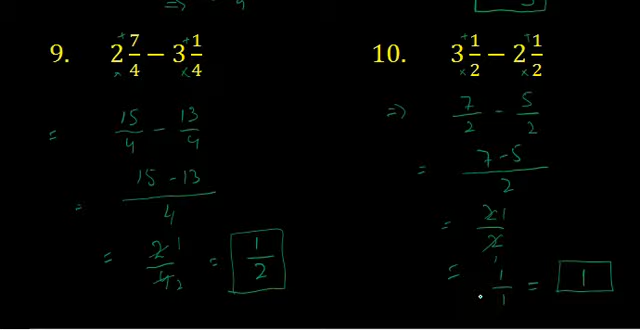 9. 2 7/4 − 3 1/4
= 15/4 − 13/4
= (15 − 13)/4
= 2/4 = 1/2
10. 3 1/2 − 2 1/2
⇒ 7/2 − 5/2
= (7 − 5)/2
= 2/2
= 1/1 = 1